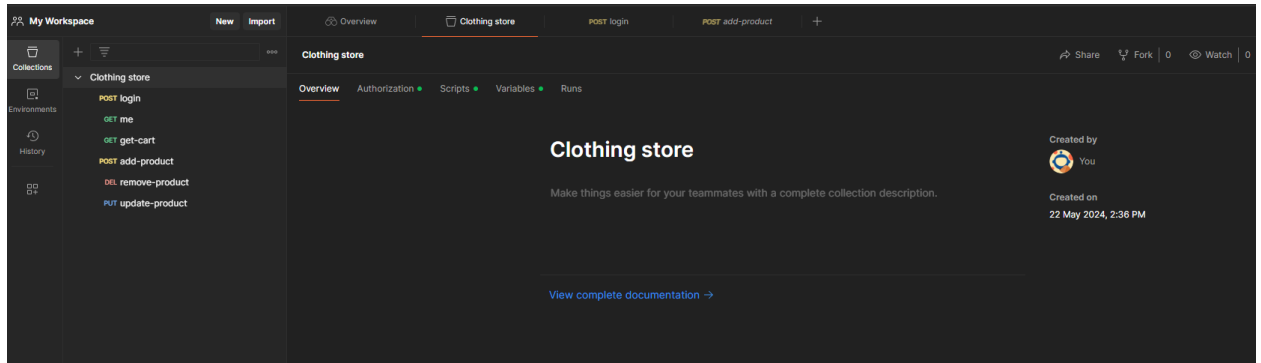 My Workspace
New
Import
Overview
Clothing store
POST login
POST add-product
Collections
Environments
History
Clothing store
POST login
GET me
GET get-cart
POST add-product
DEL remove-product
PUT update-product
Clothing store
Share
Fork
0
Watch
0
Overview
Authorization
Scripts
Variables
Runs
Clothing store
Make things easier for your teammates with a complete collection description.
View complete documentation →
Created by
You
Created on
22 May 2024, 2:36 PM